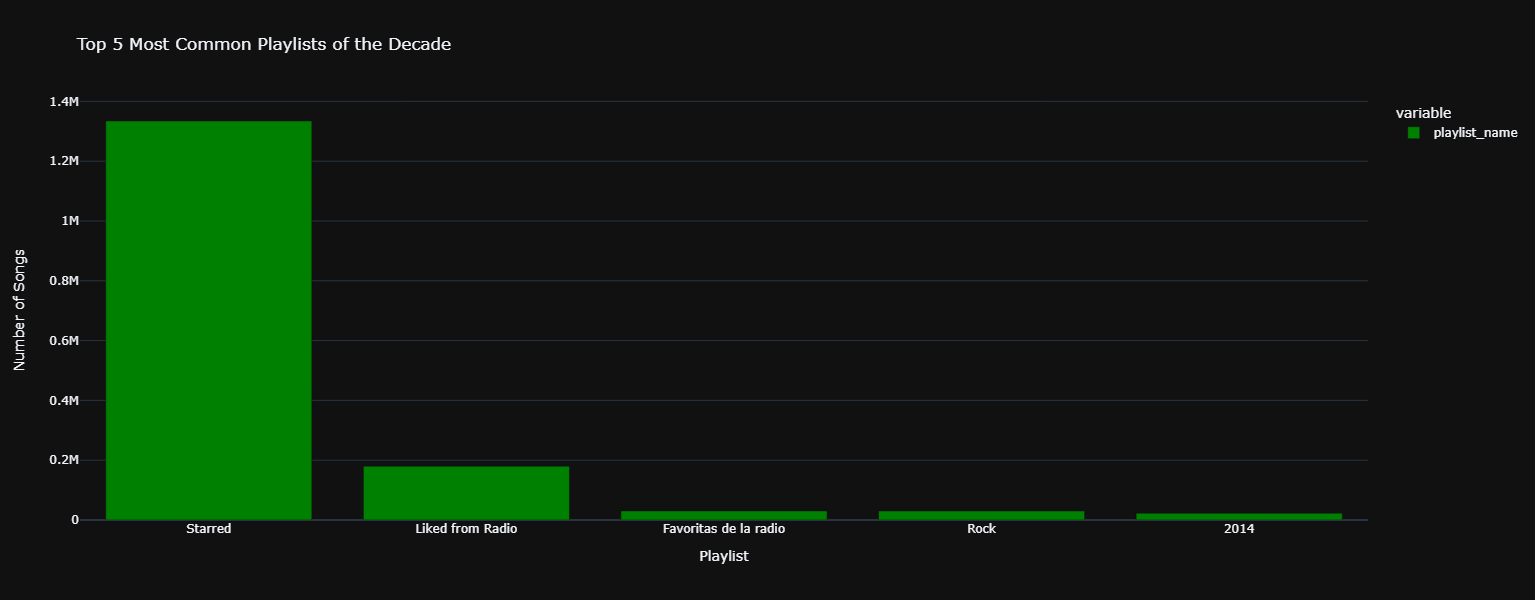 Top 5 Most Common Playlists of the Decade
1.4M
1.2M
1M
0.8M
0.6M
0.4M
0.2M
0
Number of Songs
Starred
Liked from Radio
Favoritas de la radio
Rock
2014
Playlist
variable
playlist_name